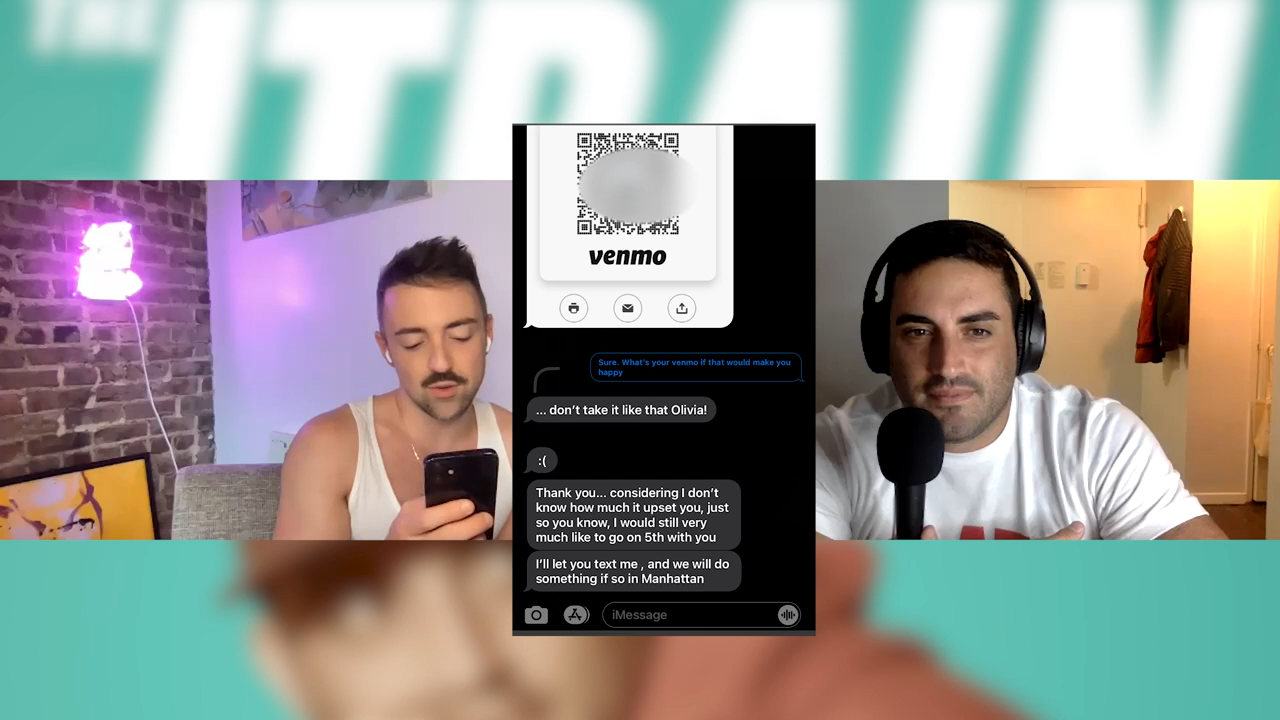 THE
JTRAIN
venmo
Sure. What's your venmo if that would make you
happy
... don't take it like that Olivia!
:(
Thank you... considering I don't
know how much it upset you, just
so you know, I would still very
much like to go on 5th with you
I'll let you text me , and we will do
something if so in Manhattan
iMessage